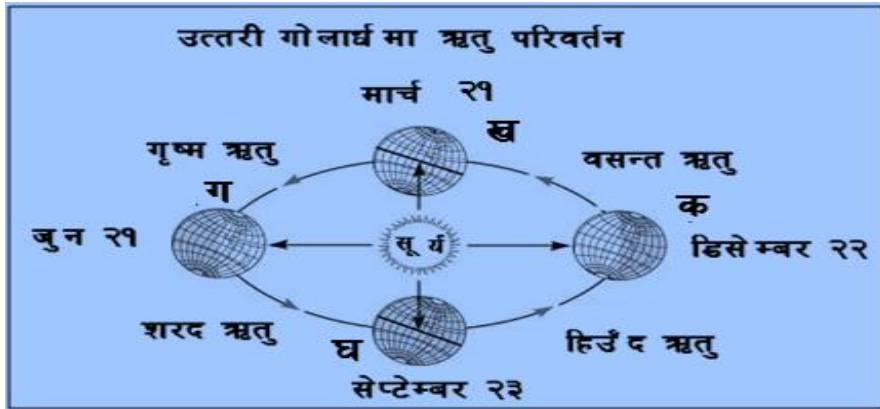 उत्तरी गोलार्धमा ऋतु परिवर्तन
मार्च २१
ख
गृष्म ऋतु
वसन्त ऋतु
ग
क
जुन २१
सूर्य
डिसेम्बर २२
शरद ऋतु
घ
हिउँद ऋतु
सेप्टेम्बर २३